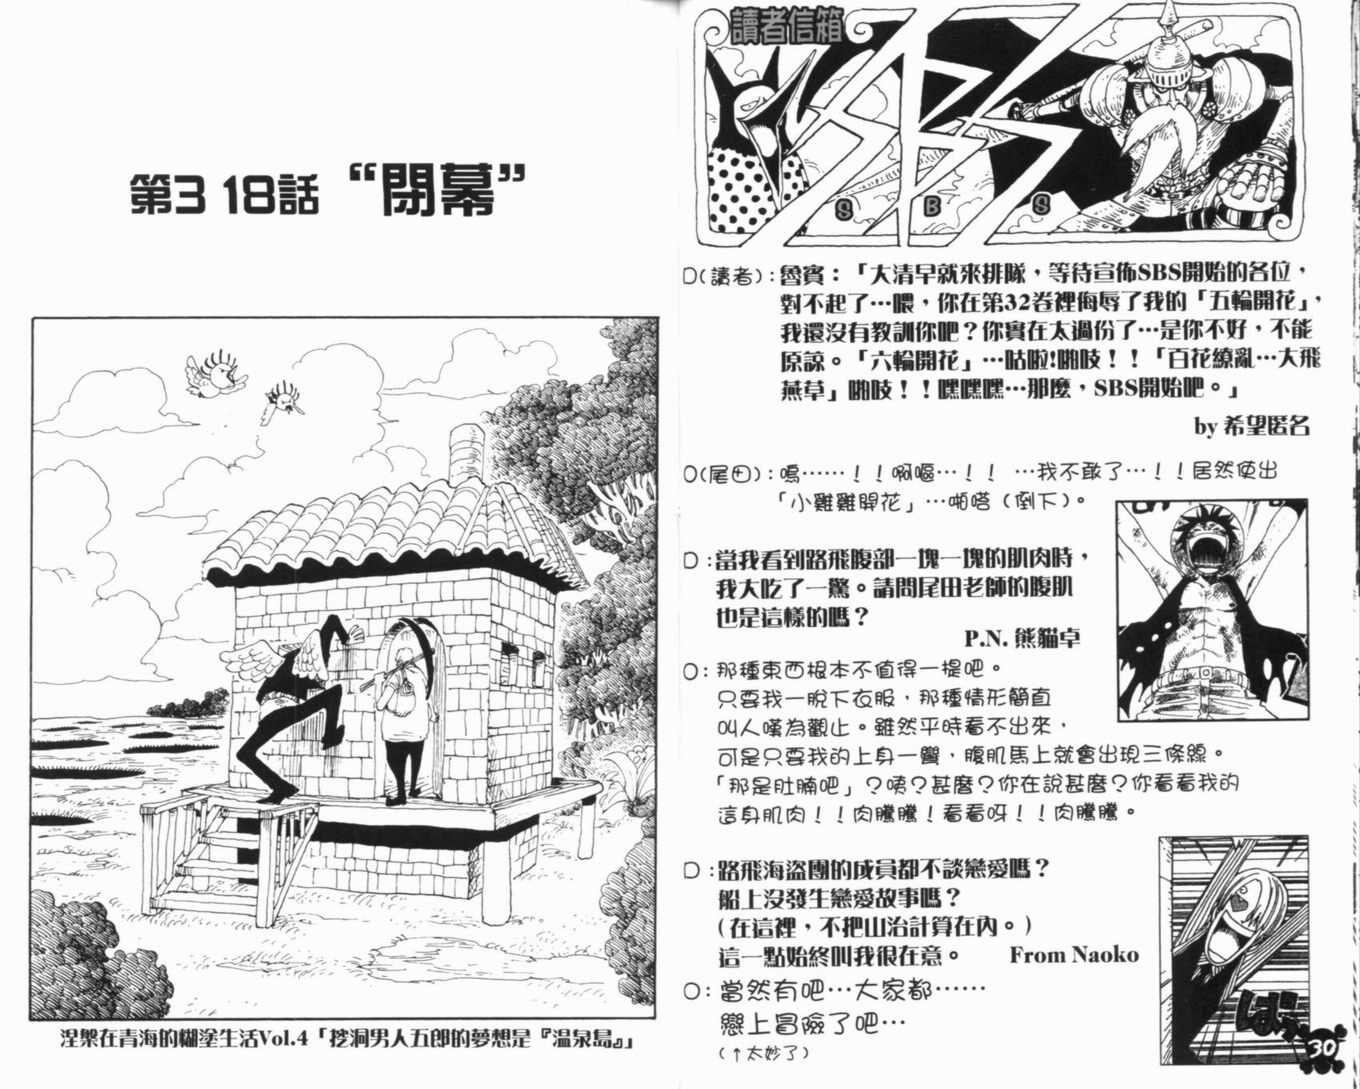 第318話 “閉幕”
涅槃在青海的糊塗生活Vol.4「挖洞男人五郎的夢想是『溫泉島』」
讀者信箱
S B S
D(讀者)：魯賓：「大清早就來排隊，等待宣佈SBS開始的各位，
對不起了…喂，你在第32卷裡侮辱了我的「五輪開花」，
我還沒有教訓你吧？你實在太過份了…是你不好，不能
原諒。「六輪開花」…咕啦!啪吱！！「百花繚亂…大飛
燕草」啪吱！！嘿嘿嘿…那麼，SBS開始吧。」
by 希望匿名
O(尾田)：嗚……！！啊嘔…！！ …我不敢了…！！居然使出
「小雞雞開花」…啪嗒（倒下）。
D：當我看到路飛腹部一塊一塊的肌肉時，
我大吃了一驚。請問尾田老師的腹肌
也是這樣的嗎？
P.N. 熊貓卓
O：那種東西根本不值得一提吧。
只要我一脫下衣服，那種情形簡直
叫人嘆為觀止。雖然平時看不出來，
可是只要我的上身一彎，腹肌馬上就會出現三條線。
「那是肚腩吧」？咦？甚麼？你在說甚麼？你看看我的
這身肌肉！！肉騰騰！看看呀！！肉騰騰。
D：路飛海盜團的成員都不談戀愛嗎？
船上沒發生戀愛故事嗎？
(在這裡，不把山治計算在內。)
這一點始終叫我很在意。 From Naoko
O：當然有吧…大家都……
戀上冒險了吧…
(↑太妙了)
30